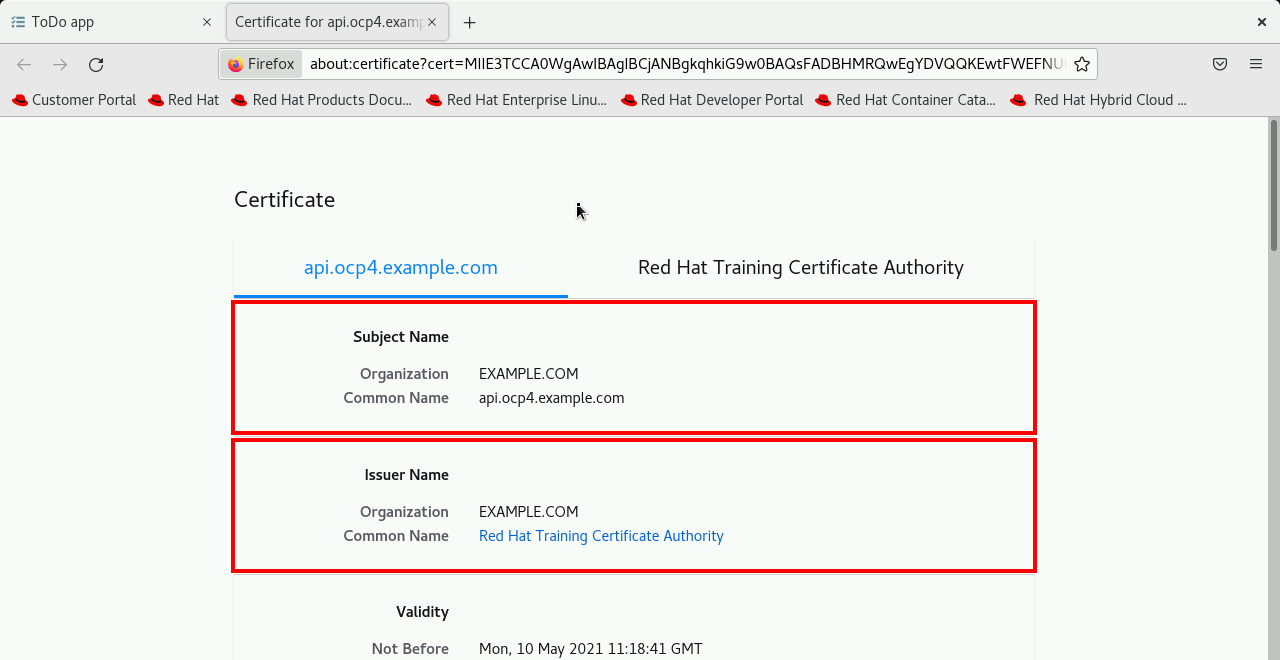 ToDo app
Certificate for api.ocp4.examp
Firefox about:certificate?cert=MIIE3TCCA0WgAwIBAgIBCjANBgkqhkiG9w0BAQsFADBHMRQwEgYDVQQKEwtFWEFNU
Customer Portal Red Hat Red Hat Products Docu... Red Hat Enterprise Linu... Red Hat Developer Portal Red Hat Container Cata... Red Hat Hybrid Cloud ...
Certificate
api.ocp4.example.com Red Hat Training Certificate Authority
Subject Name
Organization EXAMPLE.COM
Common Name api.ocp4.example.com
Issuer Name
Organization EXAMPLE.COM
Common Name Red Hat Training Certificate Authority
Validity
Not Before Mon, 10 May 2021 11:18:41 GMT